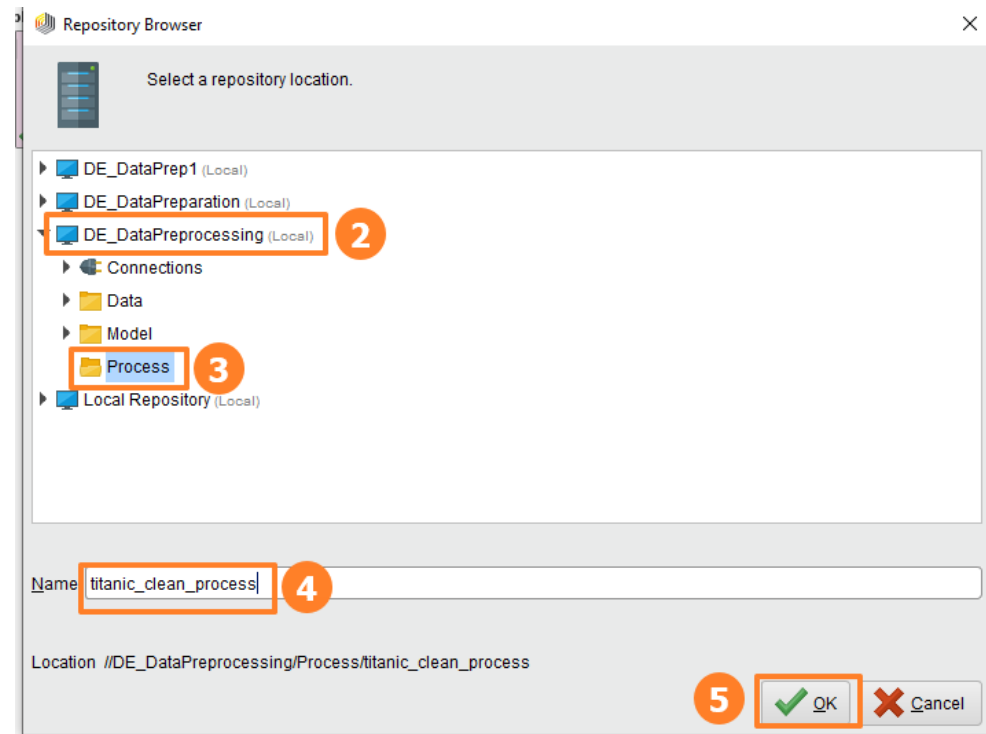 Repository Browser
Select a repository location.
DE_DataPrep1 (Local)
DE_DataPreparation (Local)
DE_DataPreprocessing (Local)
2
Connections
Data
Model
Process
3
Local Repository (Local)
Name titanic_clean_process
4
Location //DE_DataPreprocessing/Process/titanic_clean_process
5
OK
Cancel